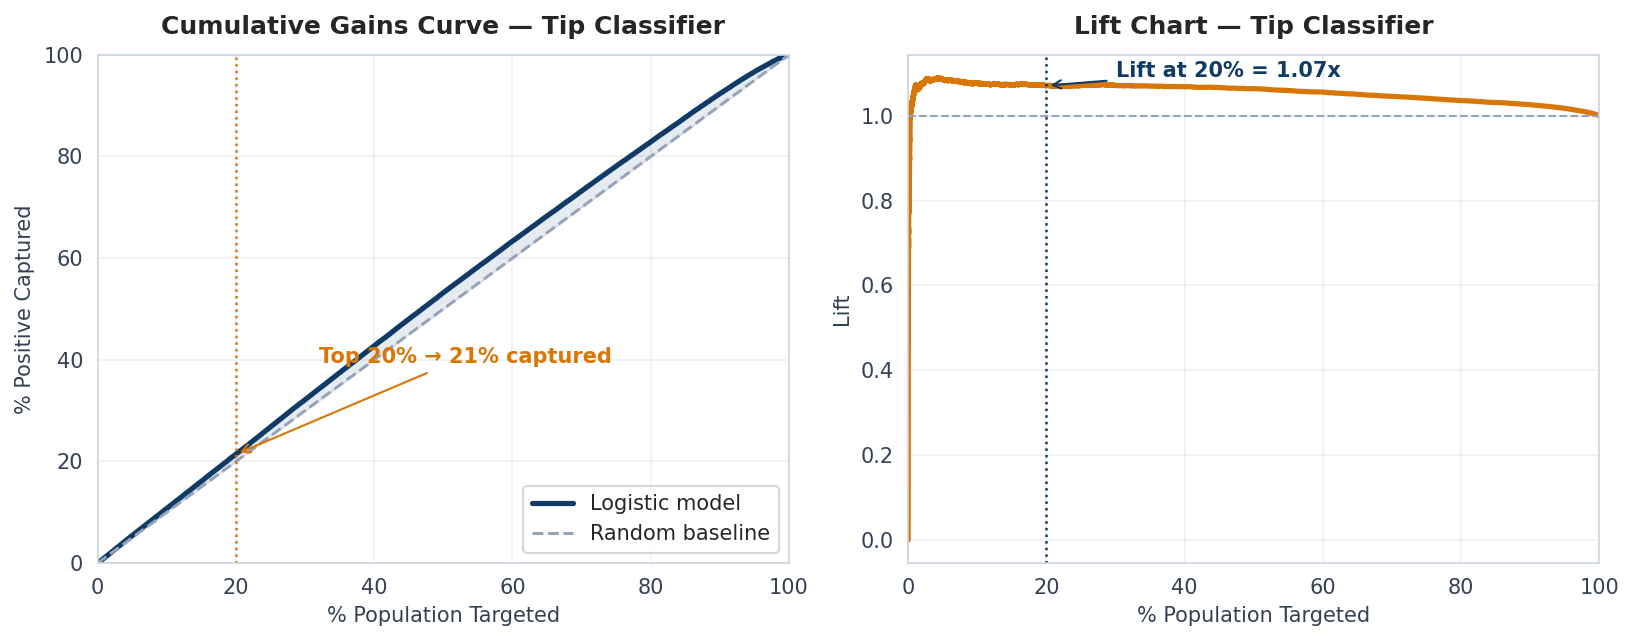 Cumulative Gains Curve — Tip Classifier
100
80
60
40
20
0
% Positive Captured
Top 20% → 21% captured
Logistic model
Random baseline
0 20 40 60 80 100
% Population Targeted
Lift Chart — Tip Classifier
Lift at 20% = 1.07x
1.0
0.8
0.6
0.4
0.2
0.0
Lift
0 20 40 60 80 100
% Population Targeted